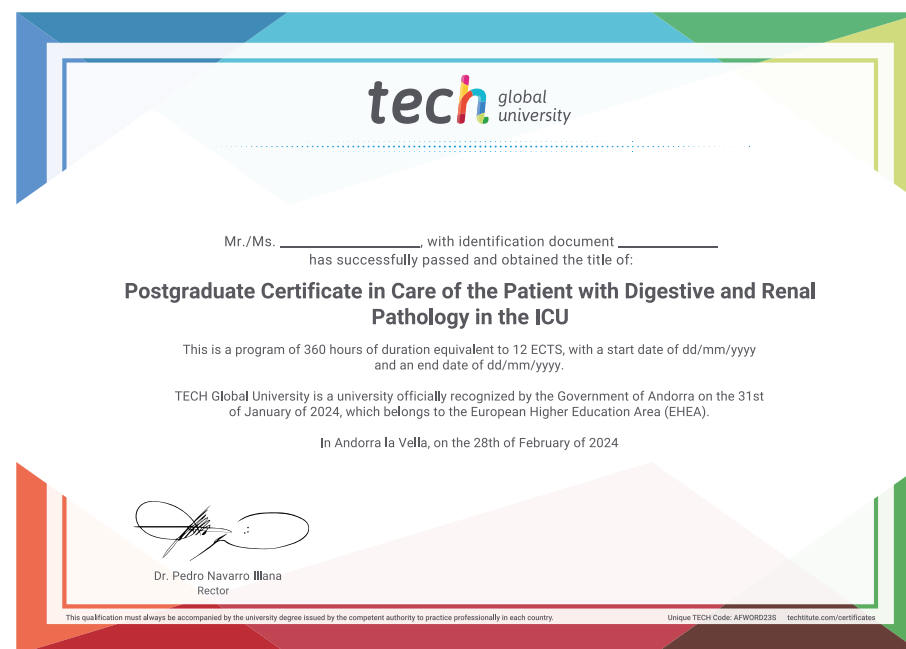 tech global
university
Mr./Ms. ____________, with identification document ____________
has successfully passed and obtained the title of:
Postgraduate Certificate in Care of the Patient with Digestive and Renal
Pathology in the ICU
This is a program of 360 hours of duration equivalent to 12 ECTS, with a start date of dd/mm/yyyy
and an end date of dd/mm/yyyy.
TECH Global University is a university officially recognized by the Government of Andorra on the 31st
of January of 2024, which belongs to the European Higher Education Area (EHEA).
In Andorra la Vella, on the 28th of February of 2024
Dr. Pedro Navarro Illana
Rector
This qualification must always be accompanied by the university degree issued by the competent authority to practice professionally in each country.
Unique TECH Code: AFWORD23S techtitute.com/certificates